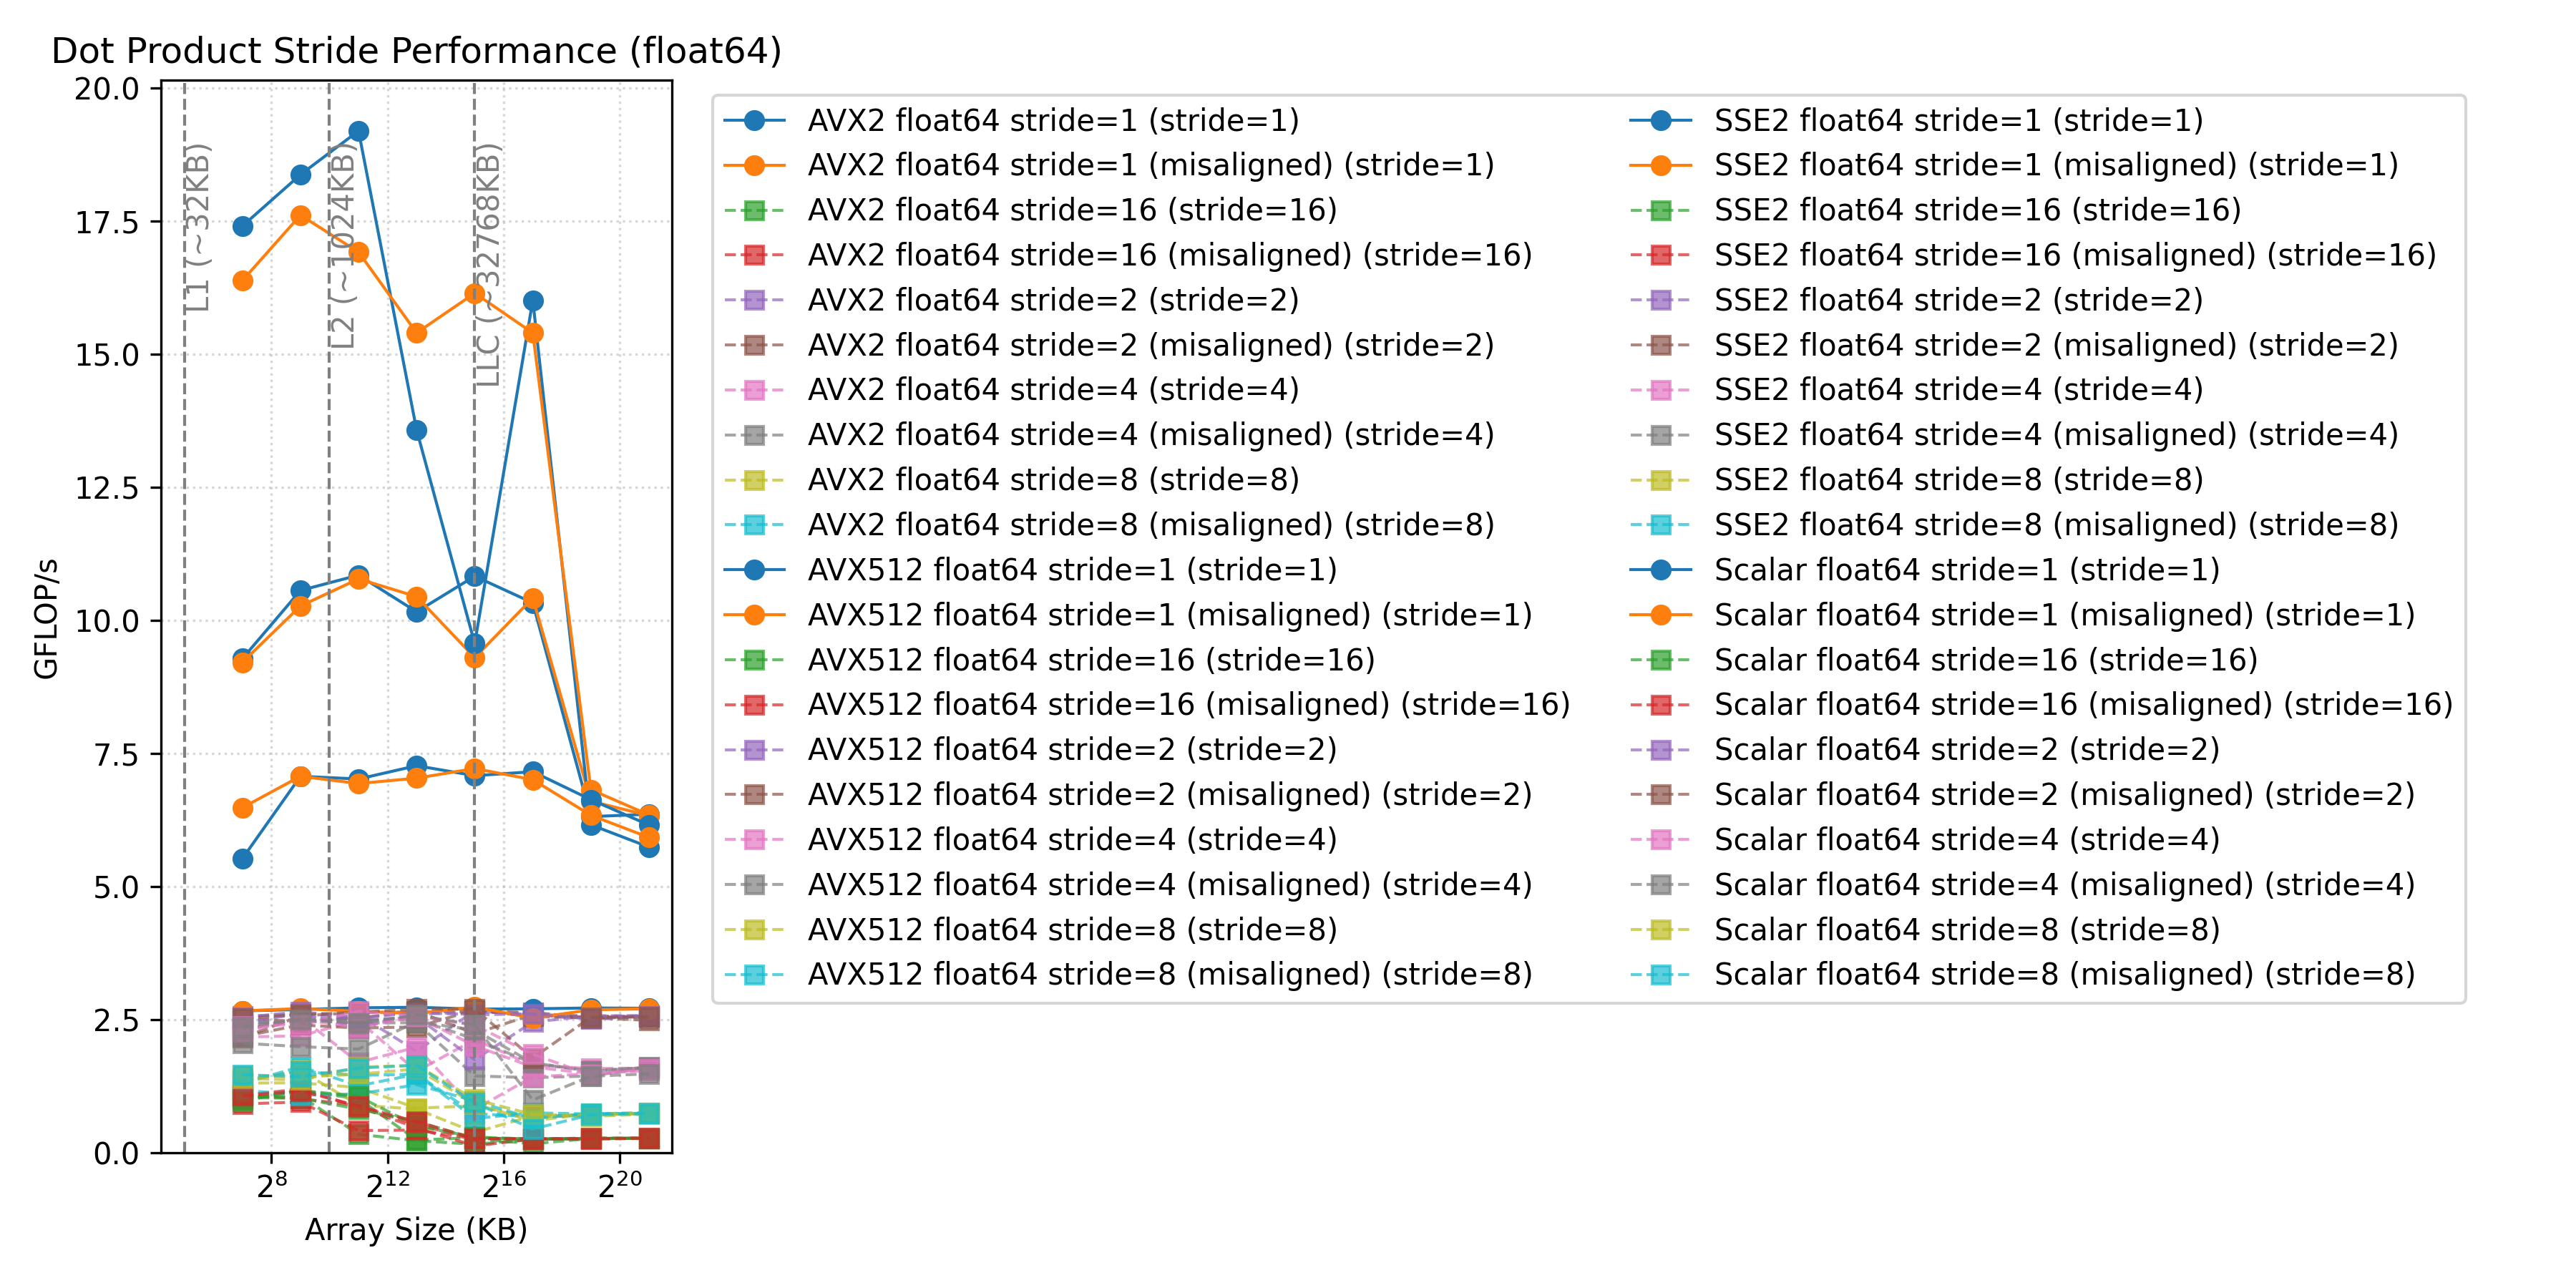 Dot Product Stride Performance (float64)
20.0
17.5
15.0
12.5
10.0
7.5
5.0
2.5
0.0
GFLOP/s
L1 (~32KB)
L2 (~1024KB)
LLC (~32768KB)
2^8
2^12
2^16
2^20
Array Size (KB)
AVX2 float64 stride=1 (stride=1)
AVX2 float64 stride=1 (misaligned) (stride=1)
AVX2 float64 stride=16 (stride=16)
AVX2 float64 stride=16 (misaligned) (stride=16)
AVX2 float64 stride=2 (stride=2)
AVX2 float64 stride=2 (misaligned) (stride=2)
AVX2 float64 stride=4 (stride=4)
AVX2 float64 stride=4 (misaligned) (stride=4)
AVX2 float64 stride=8 (stride=8)
AVX2 float64 stride=8 (misaligned) (stride=8)
AVX512 float64 stride=1 (stride=1)
AVX512 float64 stride=1 (misaligned) (stride=1)
AVX512 float64 stride=16 (stride=16)
AVX512 float64 stride=16 (misaligned) (stride=16)
AVX512 float64 stride=2 (stride=2)
AVX512 float64 stride=2 (misaligned) (stride=2)
AVX512 float64 stride=4 (stride=4)
AVX512 float64 stride=4 (misaligned) (stride=4)
AVX512 float64 stride=8 (stride=8)
AVX512 float64 stride=8 (misaligned) (stride=8)
SSE2 float64 stride=1 (stride=1)
SSE2 float64 stride=1 (misaligned) (stride=1)
SSE2 float64 stride=16 (stride=16)
SSE2 float64 stride=16 (misaligned) (stride=16)
SSE2 float64 stride=2 (stride=2)
SSE2 float64 stride=2 (misaligned) (stride=2)
SSE2 float64 stride=4 (stride=4)
SSE2 float64 stride=4 (misaligned) (stride=4)
SSE2 float64 stride=8 (stride=8)
SSE2 float64 stride=8 (misaligned) (stride=8)
Scalar float64 stride=1 (stride=1)
Scalar float64 stride=1 (misaligned) (stride=1)
Scalar float64 stride=16 (stride=16)
Scalar float64 stride=16 (misaligned) (stride=16)
Scalar float64 stride=2 (stride=2)
Scalar float64 stride=2 (misaligned) (stride=2)
Scalar float64 stride=4 (stride=4)
Scalar float64 stride=4 (misaligned) (stride=4)
Scalar float64 stride=8 (stride=8)
Scalar float64 stride=8 (misaligned) (stride=8)